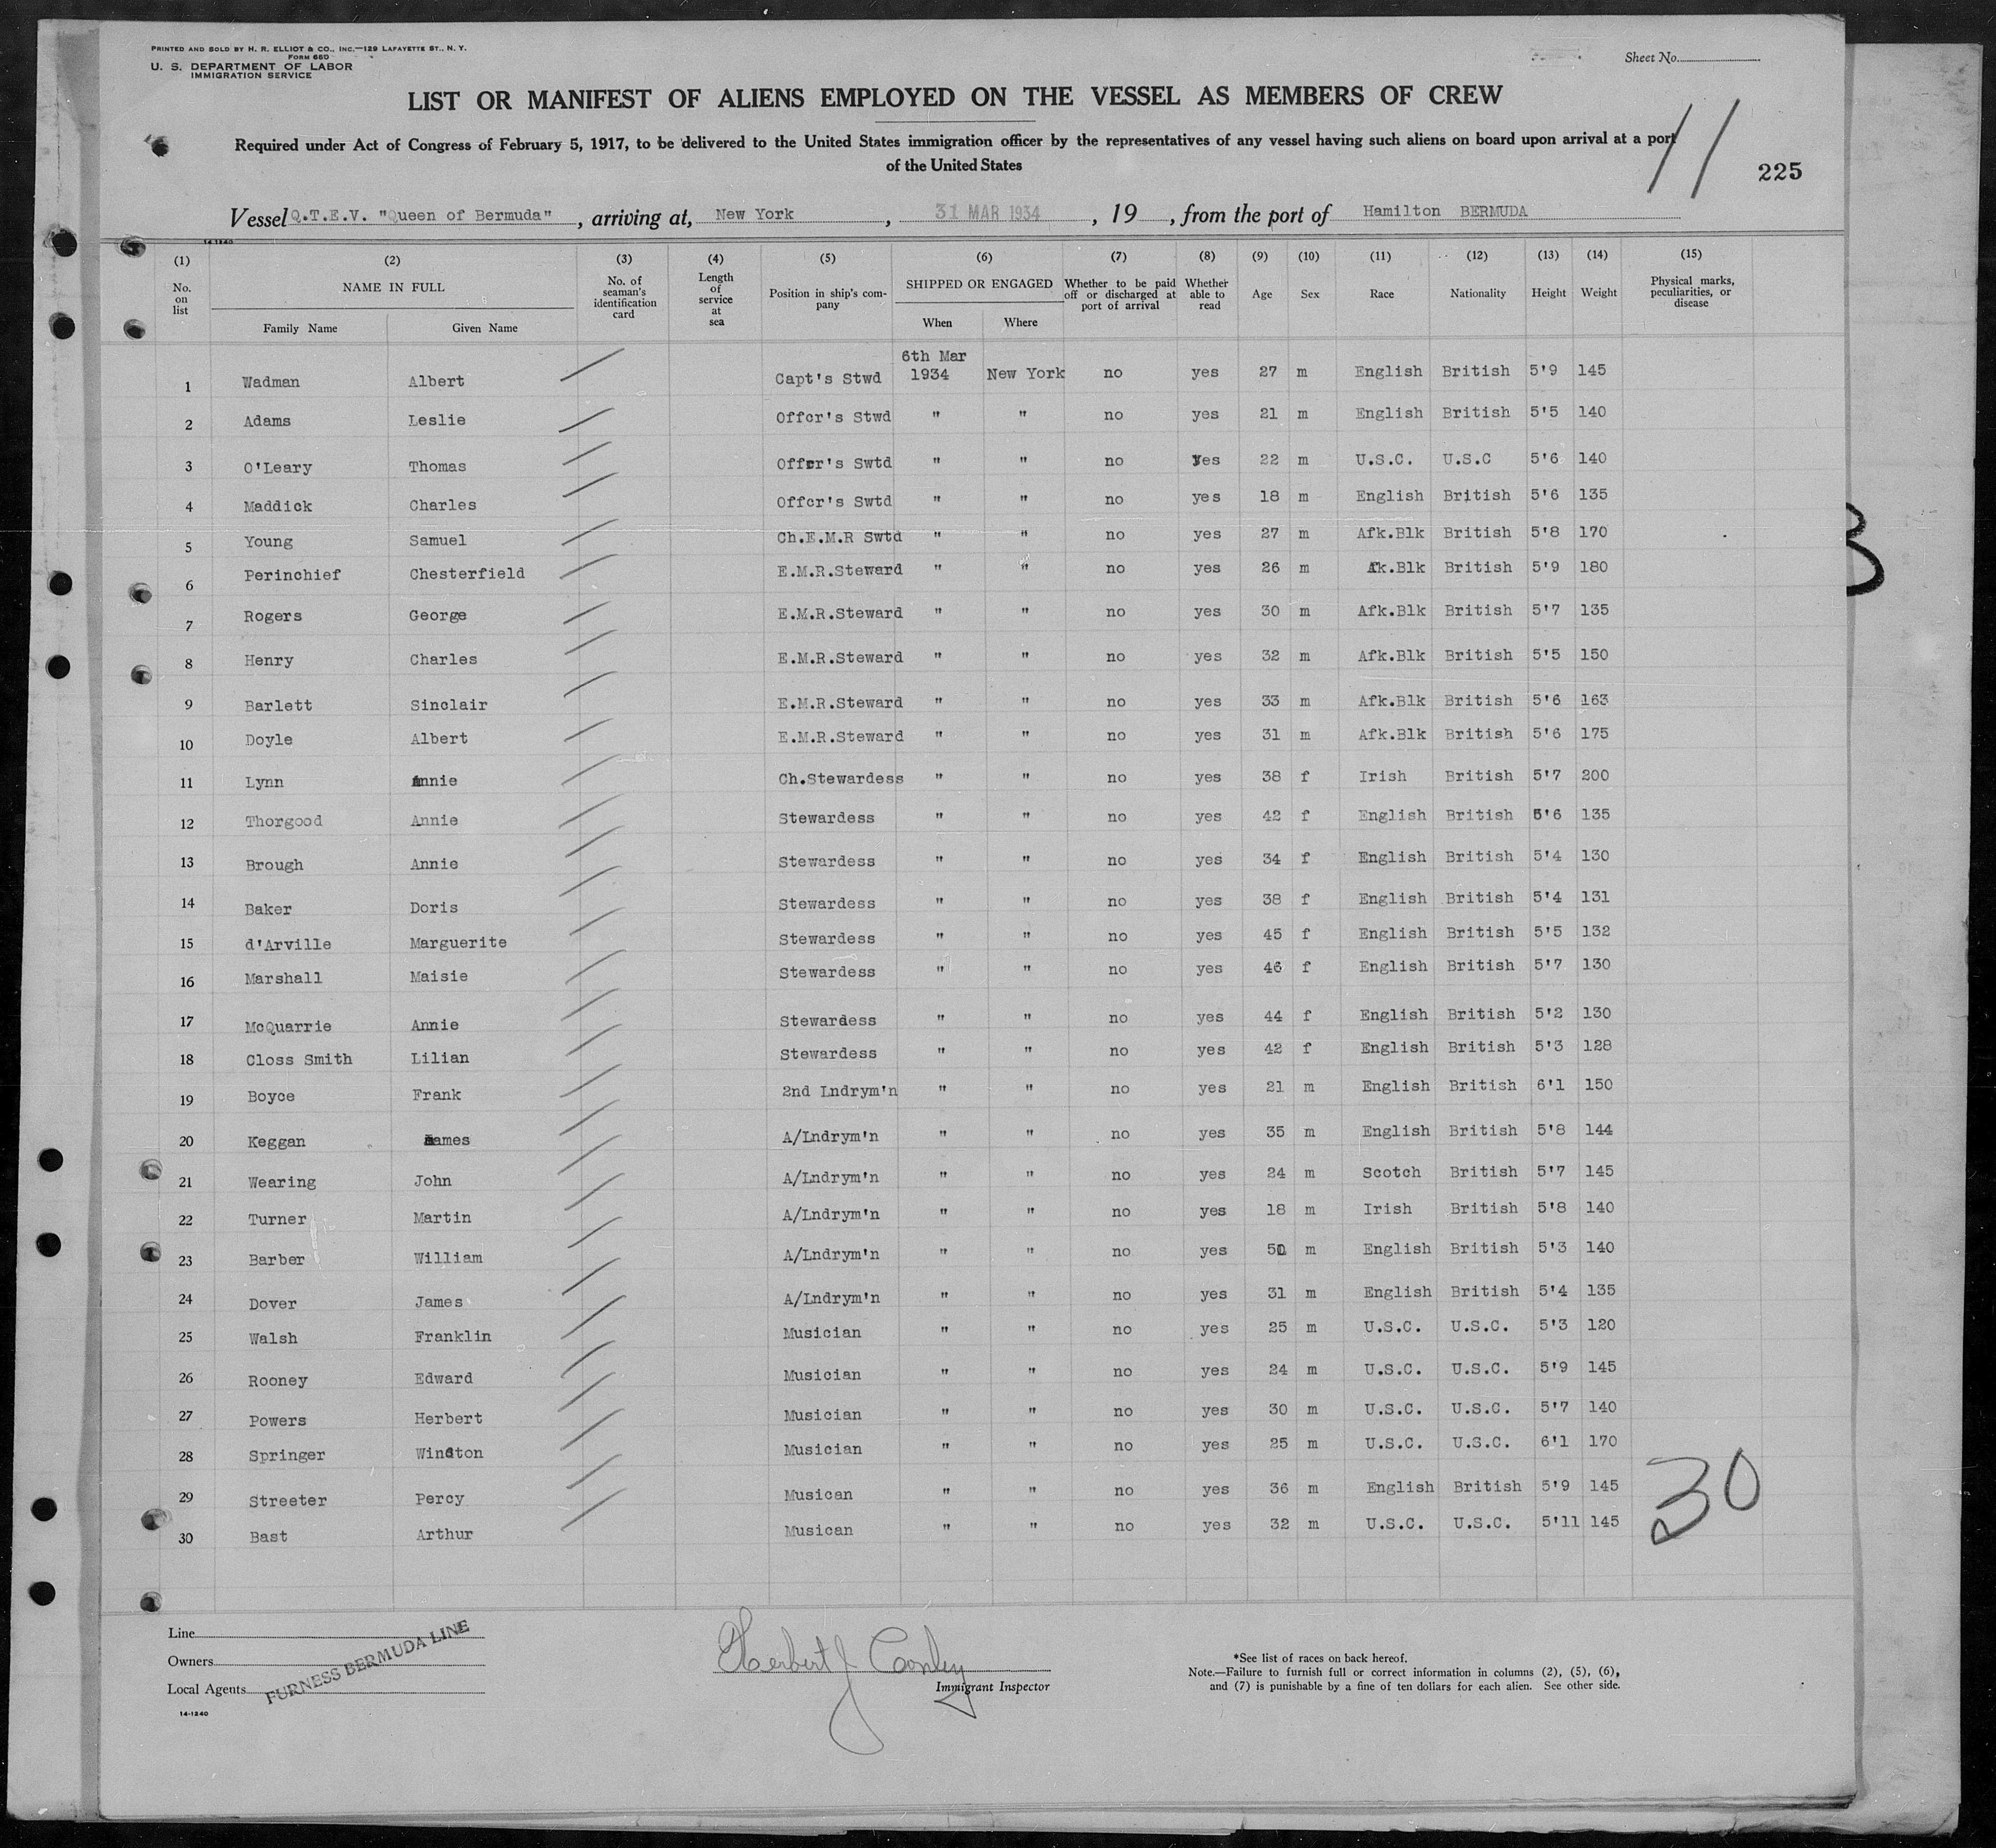 PRINTED AND SOLD BY H. R. ELLIOT & CO., INC.—129 LAFAYETTE ST., N. Y.
FORM 650
U. S. DEPARTMENT OF LABOR
IMMIGRATION SERVICE
Sheet No.
LIST OR MANIFEST OF ALIENS EMPLOYED ON THE VESSEL AS MEMBERS OF CREW
Required under Act of Congress of February 5, 1917, to be delivered to the United States immigration officer by the representatives of any vessel having such aliens on board upon arrival at a port
of the United States
11
225
Vessel Q.T.E.V. "Queen of Bermuda", arriving at, New York, 31 MAR 1934, 19 , from the port of Hamilton BERMUDA
14-1240
(1) (2) (3) (4) (5) (6) (7) (8) (9) (10) (11) (12) (13) (14) (15)
No. on list NAME IN FULL Family Name Given Name No. of seaman's identification card Length of service at sea Position in ship's company SHIPPED OR ENGAGED When Where Whether to be paid off or discharged at port of arrival Whether able to read Age Sex Race Nationality Height Weight Physical marks, peculiarities, or disease
1 Wadman Albert Capt's Stwd 6th Mar 1934 New York no yes 27 m English British 5'9 145
2 Adams Leslie Offcr's Stwd " " no yes 21 m English British 5'5 140
3 O'Leary Thomas Offcr's Swtd " " no yes 22 m U.S.C. U.S.C 5'6 140
4 Maddick Charles Offcr's Swtd " " no yes 18 m English British 5'6 135
5 Young Samuel Ch.E.M.R Swtd " " no yes 27 m Afk.Blk British 5'8 170
6 Perinchief Chesterfield E.M.R.Steward " " no yes 26 m Afk.Blk British 5'9 180
7 Rogers George E.M.R.Steward " " no yes 30 m Afk.Blk British 5'7 135
8 Henry Charles E.M.R.Steward " " no yes 32 m Afk.Blk British 5'5 150
9 Barlett Sinclair E.M.R.Steward " " no yes 33 m Afk.Blk British 5'6 163
10 Doyle Albert E.M.R.Steward " " no yes 31 m Afk.Blk British 5'6 175
11 Lynn Annie Ch.Stewardess " " no yes 38 f Irish British 5'7 200
12 Thorgood Annie Stewardess " " no yes 42 f English British 5'6 135
13 Brough Annie Stewardess " " no yes 34 f English British 5'4 130
14 Baker Doris Stewardess " " no yes 38 f English British 5'4 131
15 d'Arville Marguerite Stewardess " " no yes 45 f English British 5'5 132
16 Marshall Maisie Stewardess " " no yes 46 f English British 5'7 130
17 McQuarrie Annie Stewardess " " no yes 44 f English British 5'2 130
18 Closs Smith Lilian Stewardess " " no yes 42 f English British 5'3 128
19 Boyce Frank 2nd Lndrym'n " " no yes 21 m English British 6'1 150
20 Keggan James A/Lndrym'n " " no yes 35 m English British 5'8 144
21 Wearing John A/Lndrym'n " " no yes 24 m Scotch British 5'7 145
22 Turner Martin A/Lndrym'n " " no yes 18 m Irish British 5'8 140
23 Barber William A/Lndrym'n " " no yes m English British 5'3 140
24 Dover James A/Lndrym'n " " no yes 31 m English British 5'4 135
25 Walsh Franklin Musician " " no yes 25 m U.S.C. U.S.C. 5'3 120
26 Rooney Edward Musician " " no yes 24 m U.S.C. U.S.C. 5'9 145
27 Powers Herbert Musician " " no yes 30 m U.S.C. U.S.C. 5'7 140
28 Springer Winston Musician " " no yes 25 m U.S.C. U.S.C. 6'1 170
29 Streeter Percy Musican " " no yes 36 m English British 5'9 145
30 Bast Arthur Musican " " no yes 32 m U.S.C. U.S.C. 5'11 145
30
Line
Owners
Local Agents
FURNESS BERMUDA LINE
14-1240
Herbert J Conley
Immigrant Inspector
*See list of races on back hereof.
Note.—Failure to furnish full or correct information in columns (2), (5), (6),
and (7) is punishable by a fine of ten dollars for each alien. See other side.